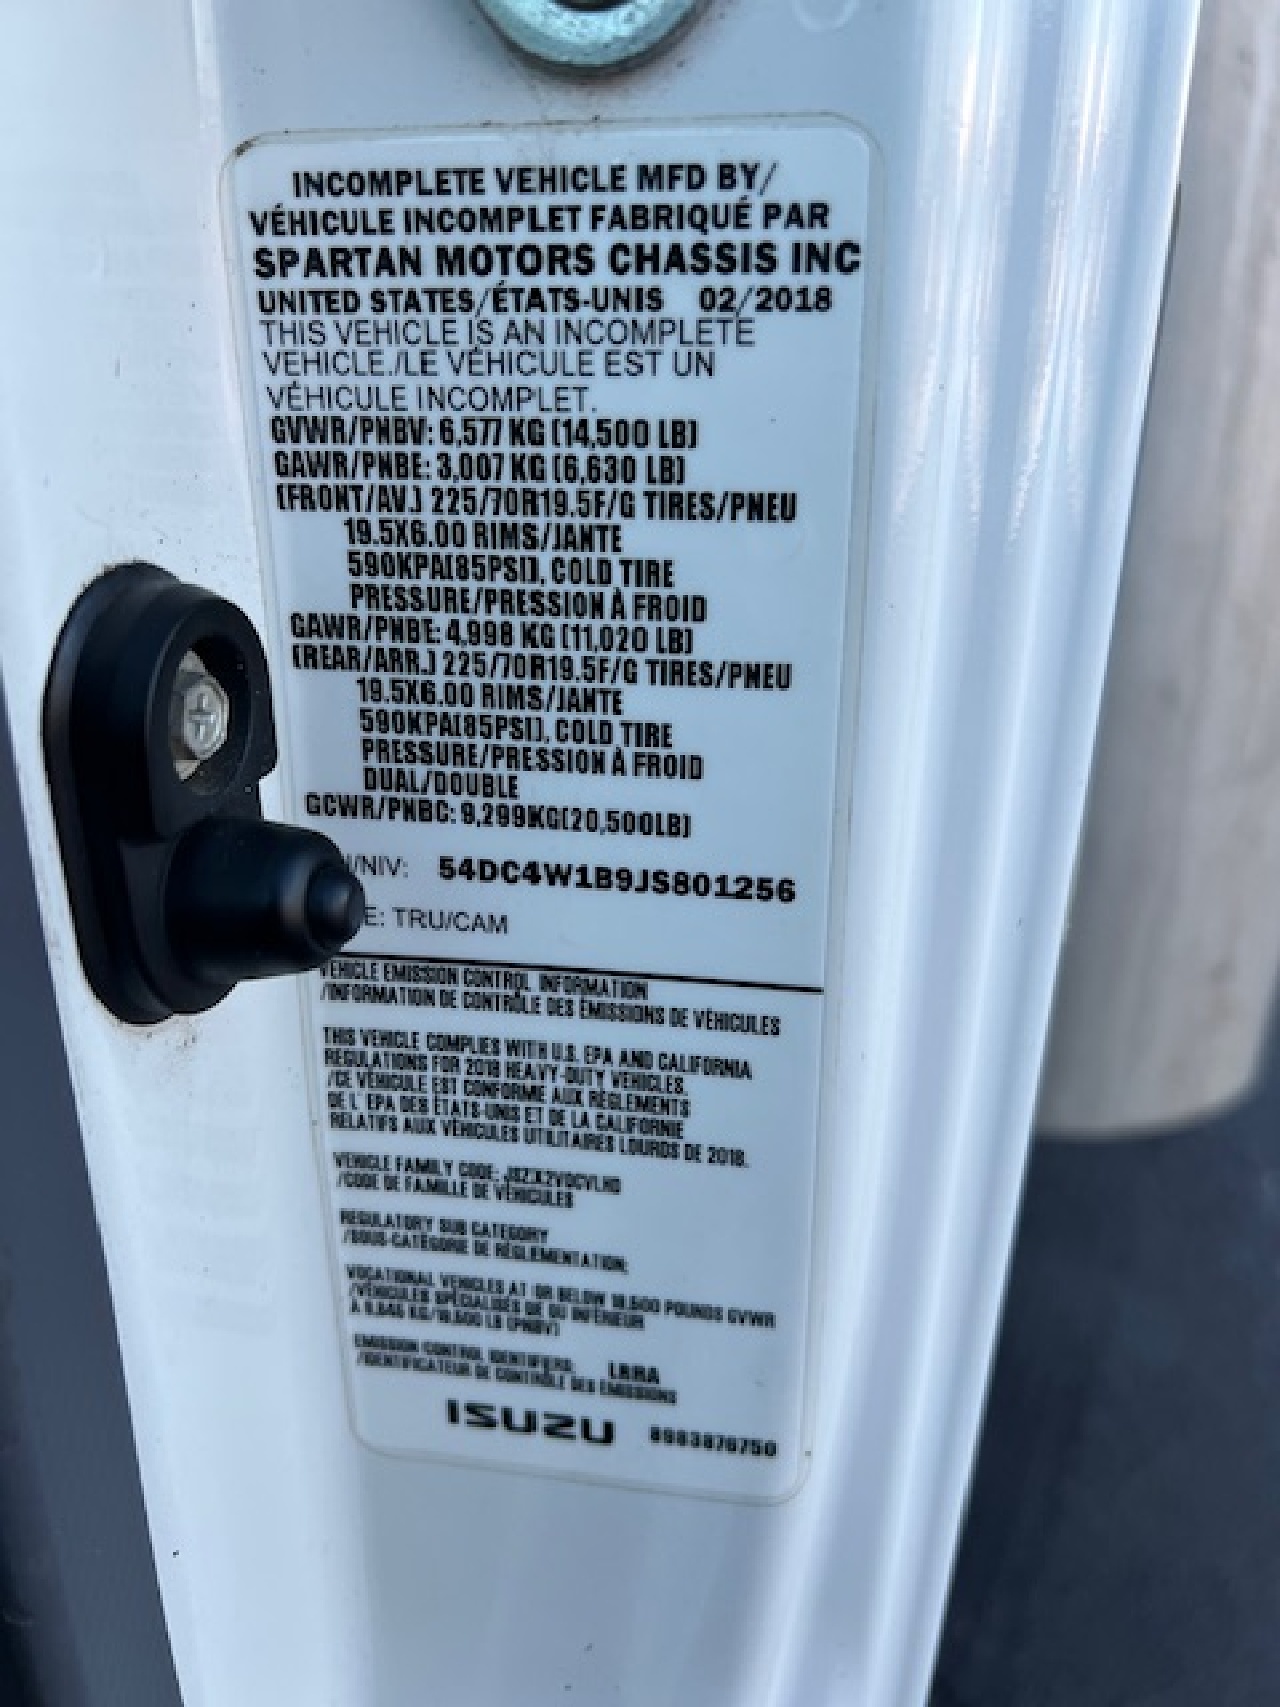 INCOMPLETE VEHICLE MFD BY/
VÉHICULE INCOMPLET FABRIQUÉ PAR
SPARTAN MOTORS CHASSIS INC
UNITED STATES/ÉTATS-UNIS 02/2018
THIS VEHICLE IS AN INCOMPLETE
VEHICLE./LE VÉHICULE EST UN
VÉHICULE INCOMPLET.
GVWR/PNBV: 6,577 KG (14,500 LB)
GAWR/PNBE: 3,007 KG (6,630 LB)
(FRONT/AV.) 225/70R19.5F/G TIRES/PNEU
19.5X6.00 RIMS/JANTE
590KPA(85PSI), COLD TIRE
PRESSURE/PRESSION À FROID
GAWR/PNBE: 4,998 KG (11,020 LB)
(REAR/ARR.) 225/70R19.5F/G TIRES/PNEU
19.5X6.00 RIMS/JANTE
590KPA(85PSI), COLD TIRE
PRESSURE/PRESSION À FROID
DUAL/DOUBLE
GCWR/PNBC: 9,299KG(20,500LB)
/NIV: 54DC4W1B9JS801256
E: TRU/CAM
VEHICLE EMISSION CONTROL INFORMATION
/INFORMATION DE CONTRÔLE DES ÉMISSIONS DE VÉHICULES
THIS VEHICLE COMPLIES WITH U.S. EPA AND CALIFORNIA
REGULATIONS FOR 2018 HEAVY-DUTY VEHICLES.
/CE VÉHICULE EST CONFORME AUX RÈGLEMENTS
DE L' EPA DES ÉTATS-UNIS ET DE LA CALIFORNIE
RELATIFS AUX VÉHICULES UTILITAIRES LOURDS DE 2018.
VEHICLE FAMILY CODE:
/CODE DE FAMILLE DE VÉHICULES
REGULATORY SUB CATEGORY
/SOUS-CATÉGORIE DE RÉGLEMENTATION:
VOCATIONAL VEHICLES AT OR BELOW 19,500 POUNDS GVWR
/VÉHICULES SPÉCIALISÉS DE OU INFÉRIEUR
À 8,845 KG/19,500 LB (PNBV)
EMISSION CONTROL IDENTIFIERS:
/IDENTIFICATEUR DE CONTRÔLE DES ÉMISSIONS
ISUZU 8983876750